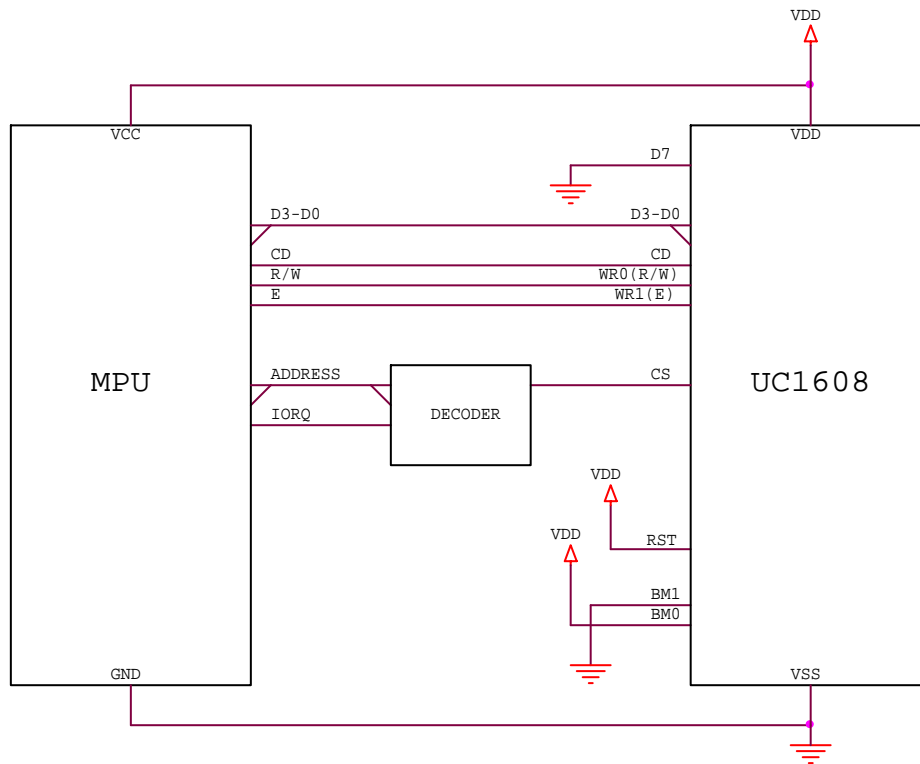 VDD
VCC
VDD
D7
D3-D0
D3-D0
CD
CD
R/W
WR0(R/W)
E
WR1(E)
MPU
ADDRESS
CS
UC1608
IORQ
DECODER
VDD
VDD
RST
BM1
BM0
GND
VSS